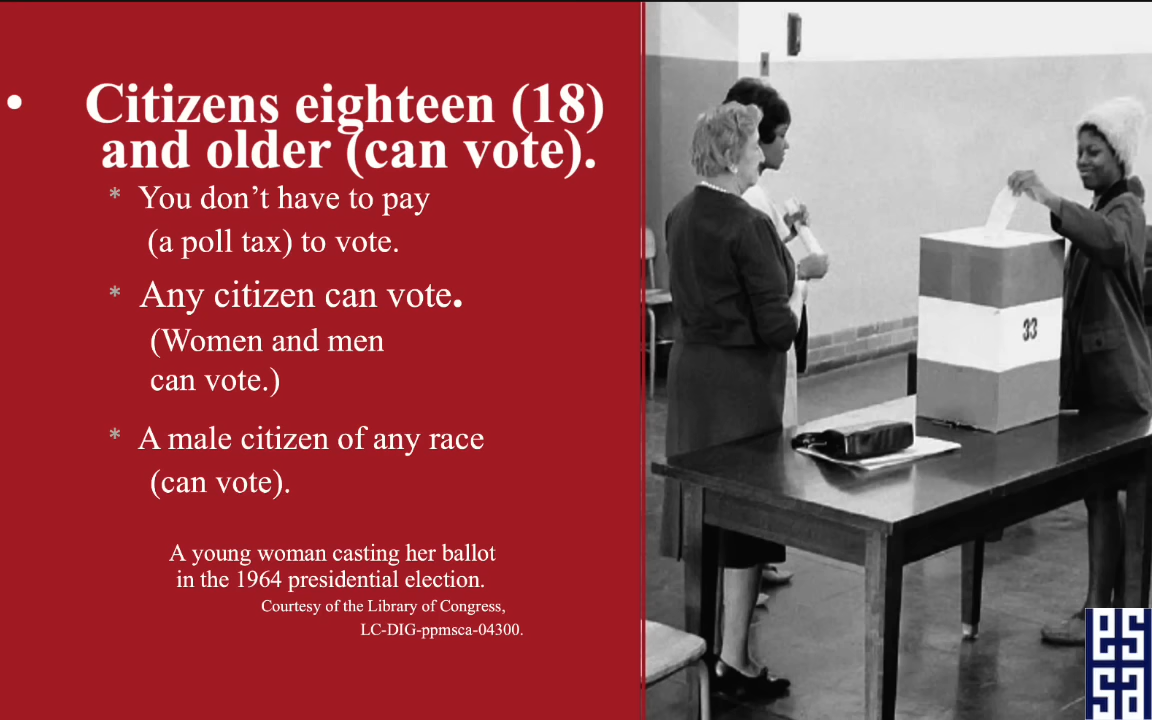 • Citizens eighteen (18)
and older (can vote).
* You don’t have to pay
(a poll tax) to vote.
* Any citizen can vote.
(Women and men
can vote.)
* A male citizen of any race
(can vote).
A young woman casting her ballot
in the 1964 presidential election.
Courtesy of the Library of Congress,
LC-DIG-ppmsca-04300.
33
es
sa